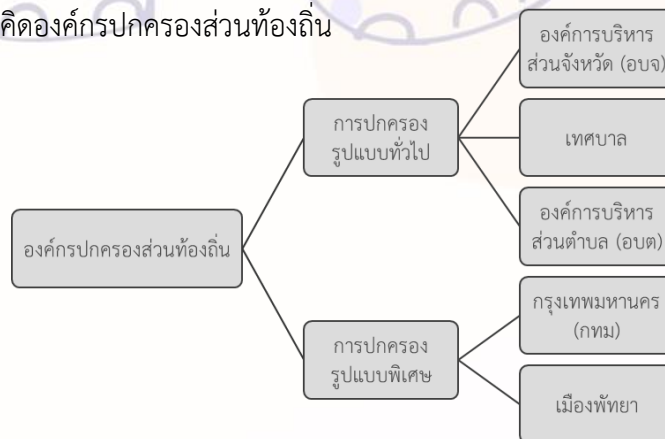 คิดองค์กรปกครองส่วนท้องถิ่น
องค์การบริหาร
ส่วนจังหวัด (อบจ)
การปกครอง
รูปแบบทั่วไป
เทศบาล
องค์การบริหาร
ส่วนตำบล (อบต)
องค์กรปกครองส่วนท้องถิ่น
กรุงเทพมหานคร
(กทม)
การปกครอง
รูปแบบพิเศษ
เมืองพัทยา